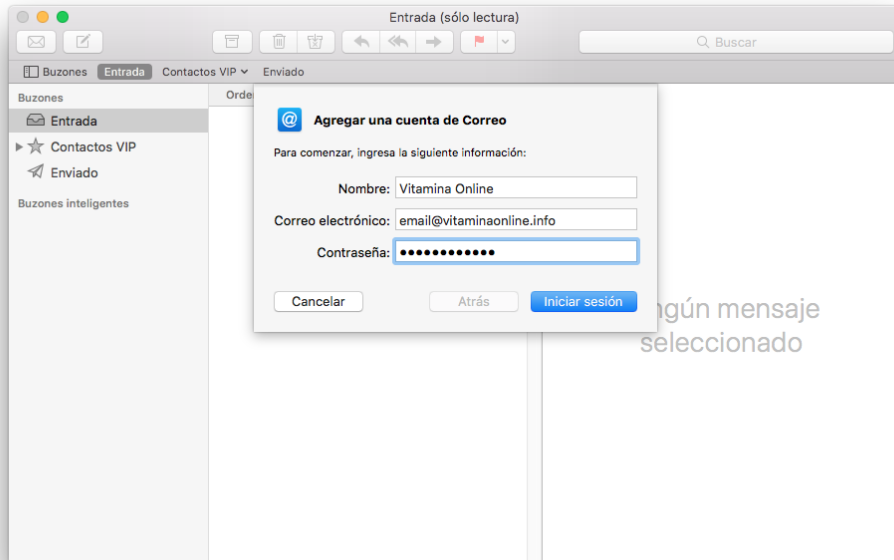 Entrada (sólo lectura)
Buscar
Buzones Entrada Contactos VIP Enviado
Buzones
Entrada
Contactos VIP
Enviado
Buzones inteligentes
Orde
@ Agregar una cuenta de Correo
Para comenzar, ingresa la siguiente información:
Nombre: Vitamina Online
Correo electrónico: email@vitaminaonline.info
Contraseña: ••••••••••••
Cancelar Atrás Iniciar sesión
ngún mensaje
seleccionado